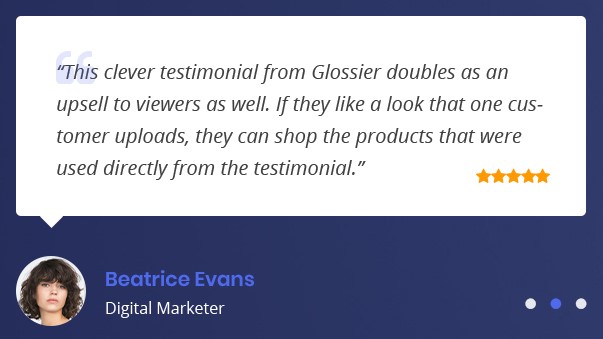 “This clever testimonial from Glossier doubles as an
upsell to viewers as well. If they like a look that one cus-
tomer uploads, they can shop the products that were
used directly from the testimonial.”
Beatrice Evans
Digital Marketer